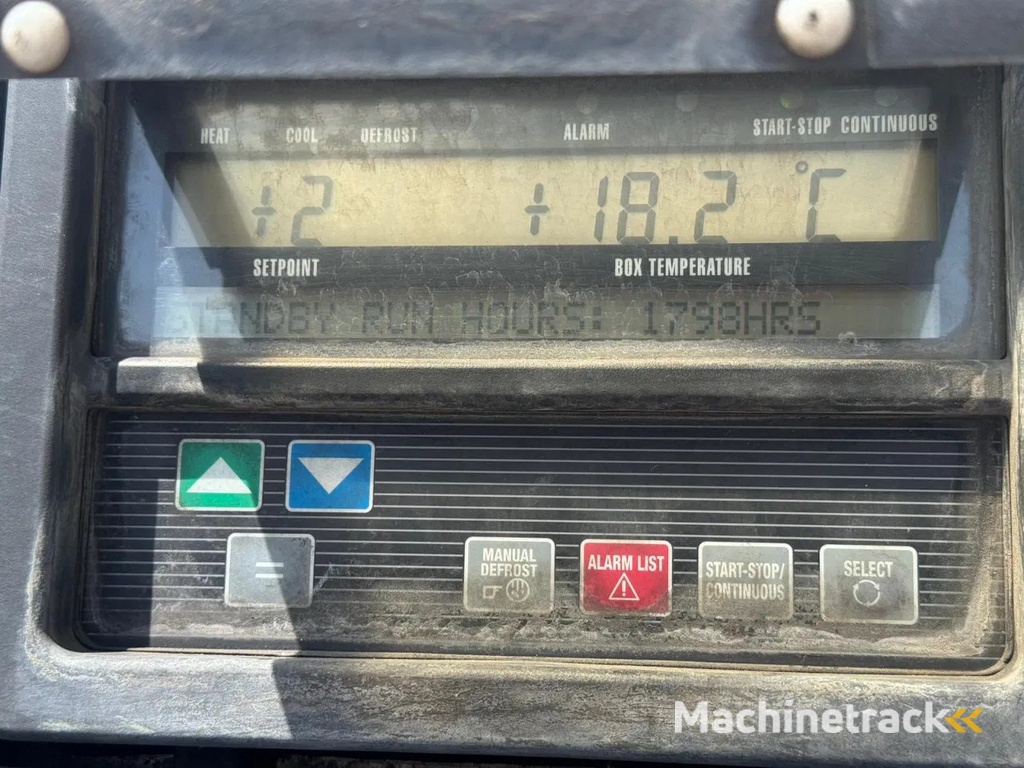 HEAT COOL DEFROST ALARM START-STOP CONTINUOUS
+2 +18.2 °C
SETPOINT BOX TEMPERATURE
STANDBY RUN HOURS: 1798HRS
=
MANUAL DEFROST
ALARM LIST
START-STOP/
CONTINUOUS
SELECT
Machinetrack